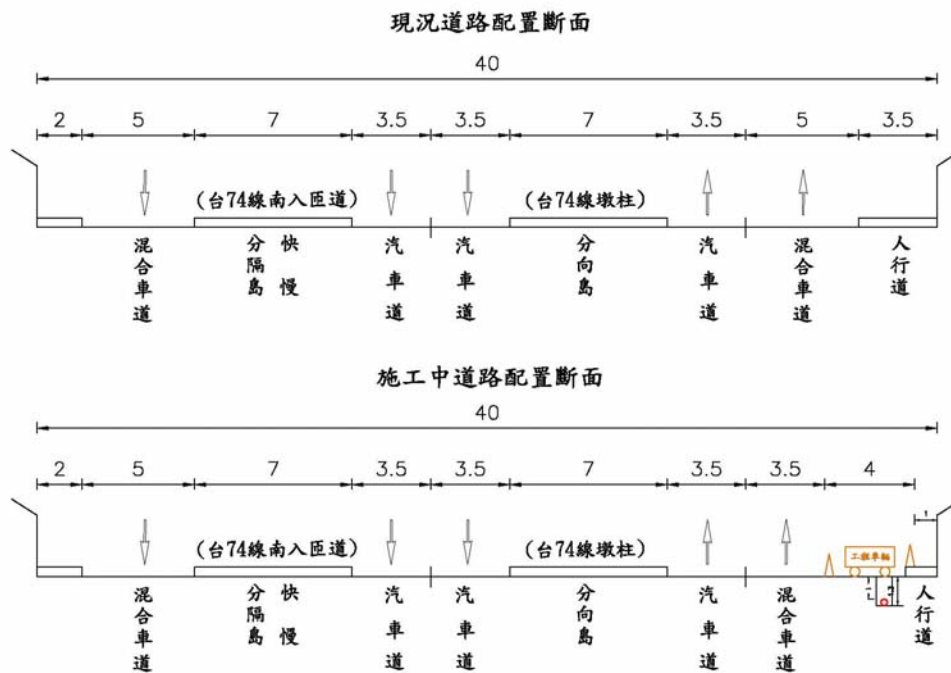 現況道路配置斷面
40
2 5 7 3.5 3.5 7 3.5 5 3.5
(台74線南入匝道) (台74線墩柱)
混合車道 快慢分隔島 汽車道 汽車道 分向島 汽車道 混合車道 人行道
施工中道路配置斷面
40
2 5 7 3.5 3.5 7 3.5 3.5 4
(台74線南入匝道) (台74線墩柱) 工程車輛
混合車道 快慢分隔島 汽車道 汽車道 分向島 汽車道 混合車道 人行道